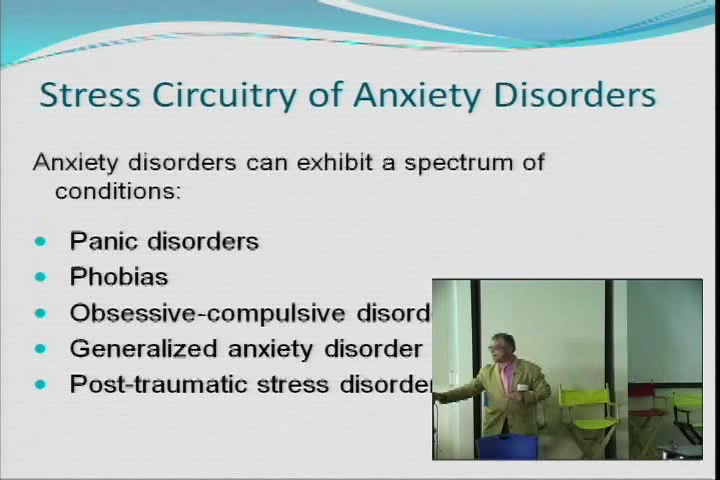 Stress Circuitry of Anxiety Disorders
Anxiety disorders can exhibit a spectrum of
conditions:
• Panic disorders
• Phobias
• Obsessive-compulsive disord
• Generalized anxiety disorder
• Post-traumatic stress disorder